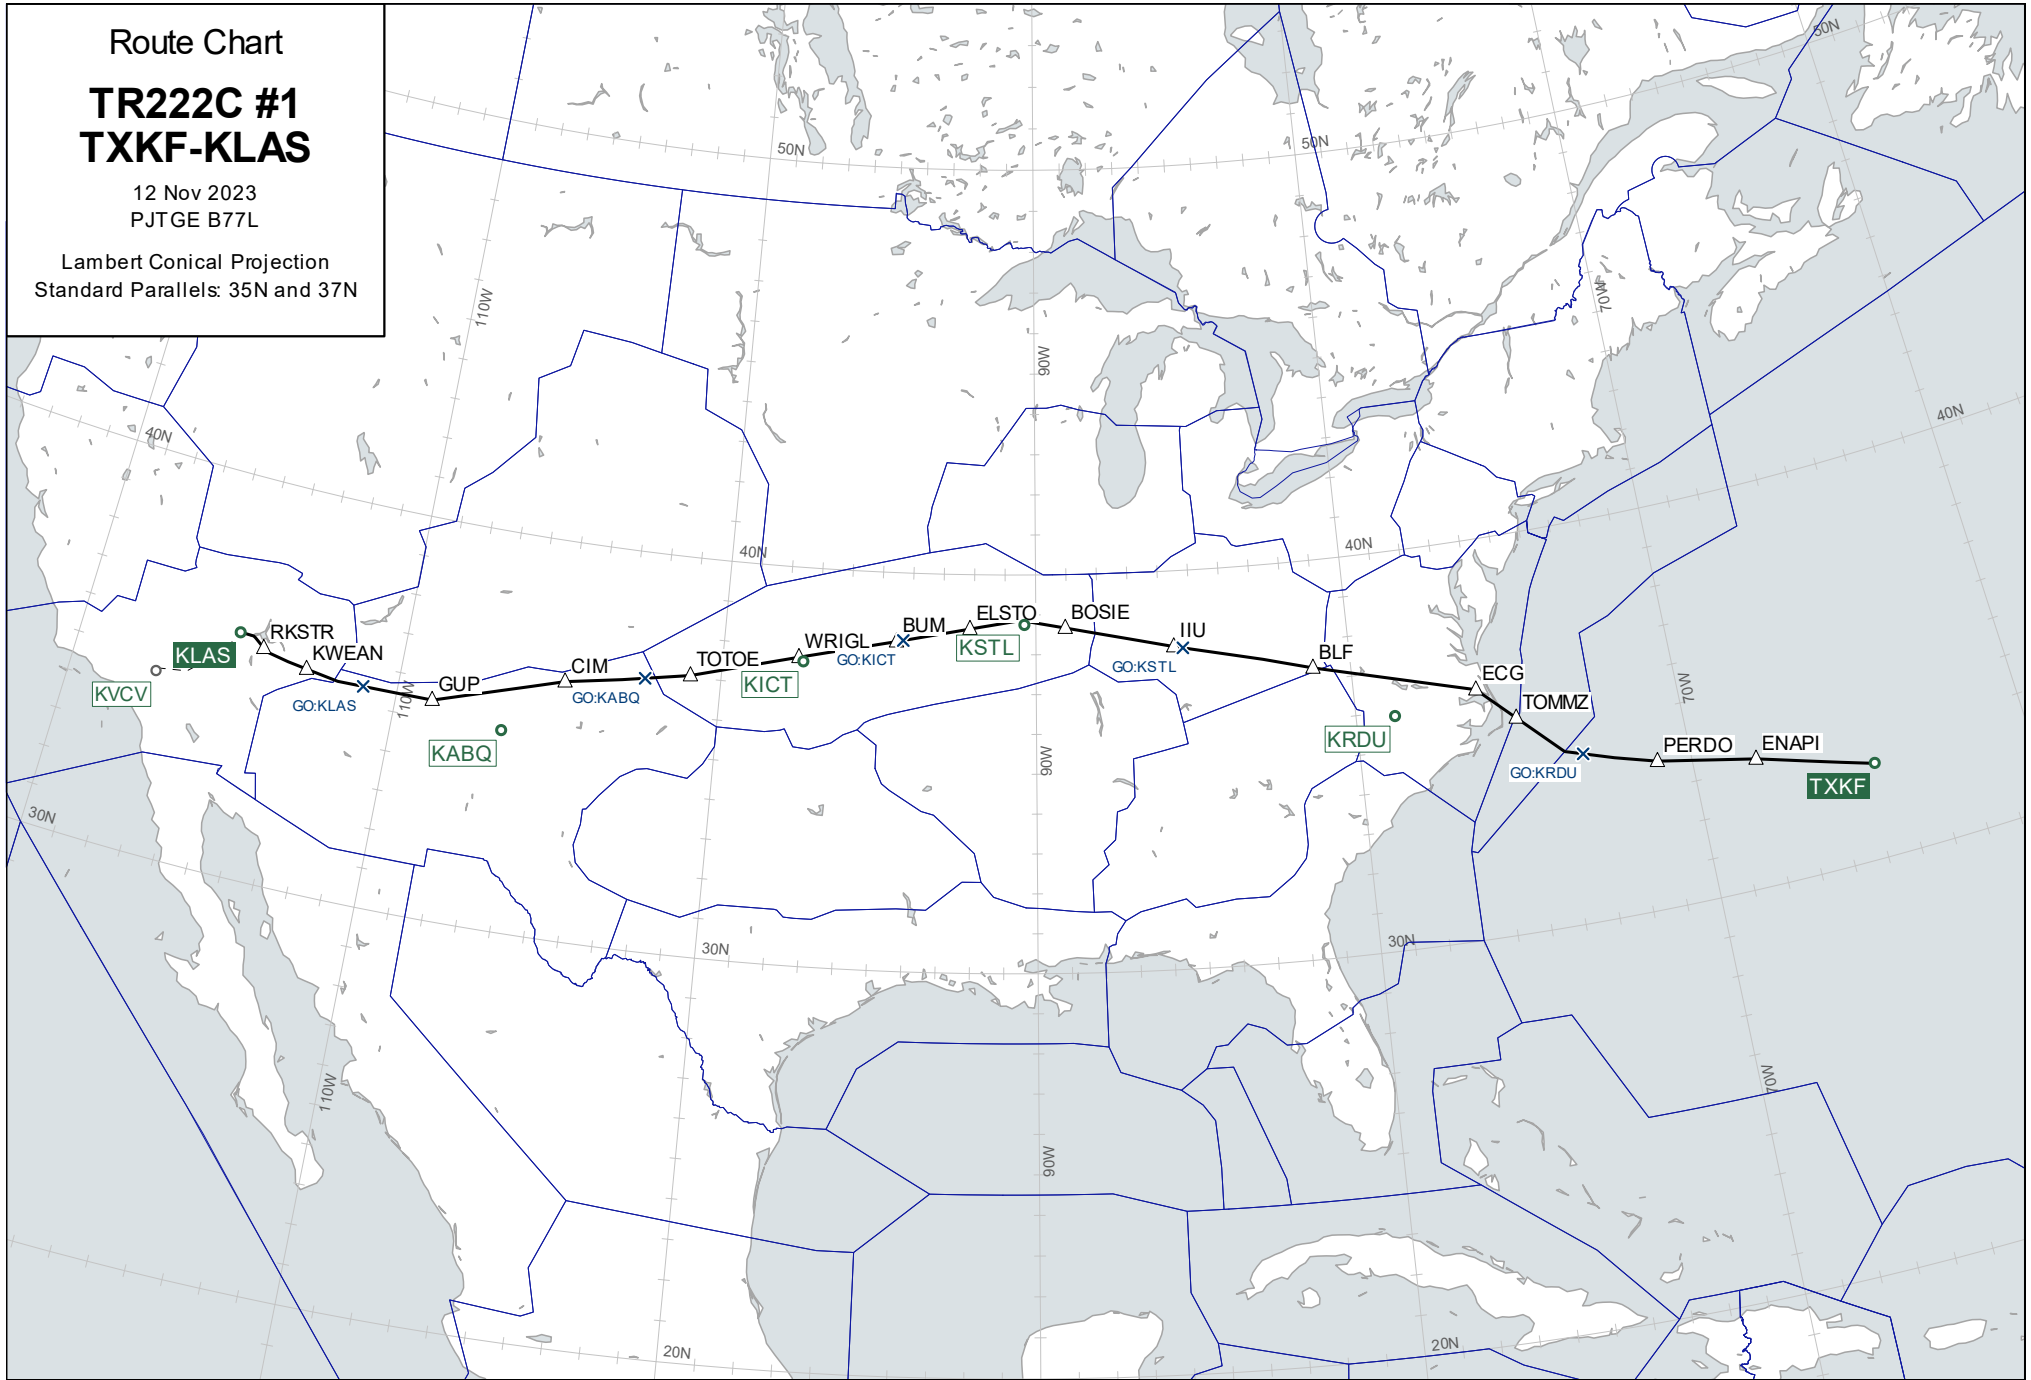 Route Chart
TR222C #1
TXKF-KLAS
12 Nov 2023
PJTGE B77L
Lambert Conical Projection
Standard Parallels: 35N and 37N
50N
50N
50N
110W
70W
90W
40N
40N
40N
40N
RKSTR
KLAS
KWEAN
KVCV
GO:KLAS
110W
GUP
CIM
GO:KABQ
KABQ
TOTOE
WRIGL
KICT
GO:KICT
BUM
ELSTO
KSTL
BOSIE
IIU
GO:KSTL
BLF
ECG
TOMMZ
KRDU
GO:KRDU
PERDO
ENAPI
TXKF
70W
90W
30N
30N
30N
110W
70W
90W
20N
20N